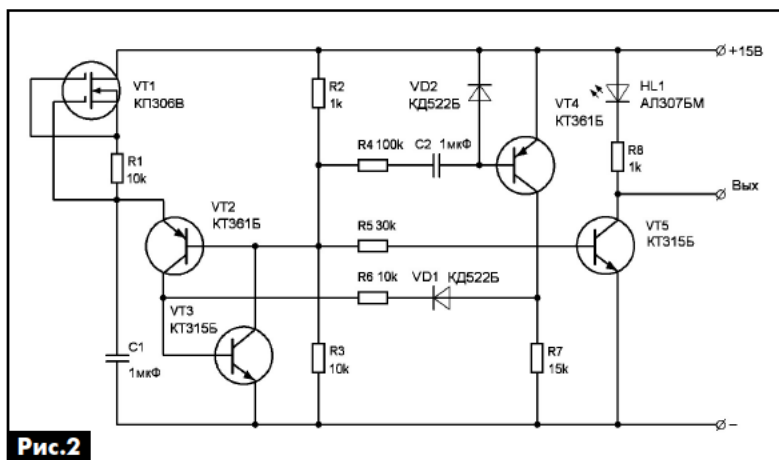 +15В
VT1
КП306В
R2
1k
VD2
КД522Б
HL1
АЛ307БМ
VT4
КТ361Б
R4 100k
C2 1мкФ
R1
10k
R8
1k
VT2
КТ361Б
Вых
R5 30k
VT5
КТ315Б
R6 10k
VD1 КД522Б
VT3
КТ315Б
C1
1мкФ
R3
10k
R7
15k
–
Рис.2